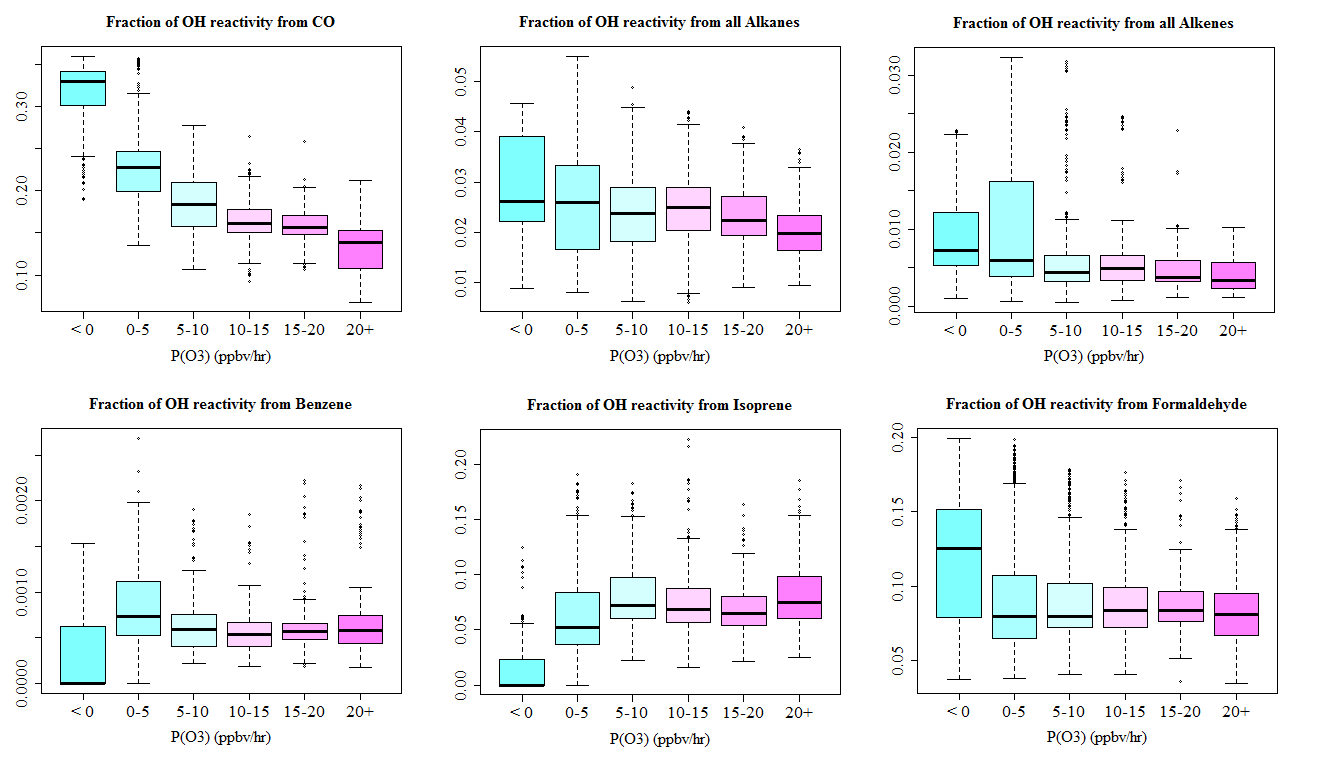 Fraction of OH reactivity from CO
0.30
0.20
0.10
< 0 0-5 5-10 10-15 15-20 20+
P(O3) (ppbv/hr)
Fraction of OH reactivity from all Alkanes
0.05
0.04
0.03
0.02
0.01
< 0 0-5 5-10 10-15 15-20 20+
P(O3) (ppbv/hr)
Fraction of OH reactivity from all Alkenes
0.030
0.020
0.010
0.000
< 0 0-5 5-10 10-15 15-20 20+
P(O3) (ppbv/hr)
Fraction of OH reactivity from Benzene
0.0020
0.0010
0.0000
< 0 0-5 5-10 10-15 15-20 20+
P(O3) (ppbv/hr)
Fraction of OH reactivity from Isoprene
0.20
0.15
0.10
0.05
0.00
< 0 0-5 5-10 10-15 15-20 20+
P(O3) (ppbv/hr)
Fraction of OH reactivity from Formaldehyde
0.20
0.15
0.10
0.05
< 0 0-5 5-10 10-15 15-20 20+
P(O3) (ppbv/hr)